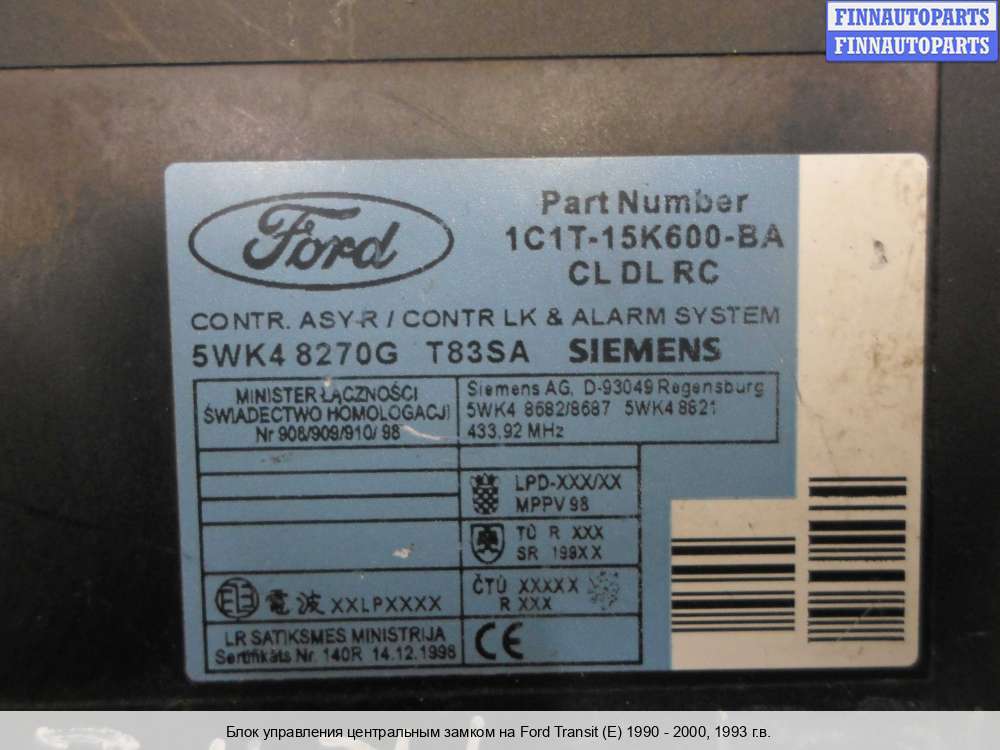 FINNAUTOPARTS
FINNAUTOPARTS
Ford
Part Number
1C1T-15K600-BA
CL DL RC
CONTR. ASY-R / CONTR LK & ALARM SYSTEM
5WK4 8270G T83SA SIEMENS
MINISTER ŁĄCZNOŚCI
ŚWIADECTWO HOMOLOGACJI
Nr 908/909/910/ 98
Siemens AG, D-93049 Regensburg
5WK4 8682/8687 5WK4 8621
433.92 MHz
LPD-XXX/XX
MPPV 98
TÜ R XXX
SR 199XX
電波 XXLPXXXX
ČTÚ XXXXX
R XXX
LR SATIKSMES MINISTRIJA
Sertifikāts Nr. 140R 14.12.1998
CE
Блок управления центральным замком на Ford Transit (E) 1990 - 2000, 1993 г.в.